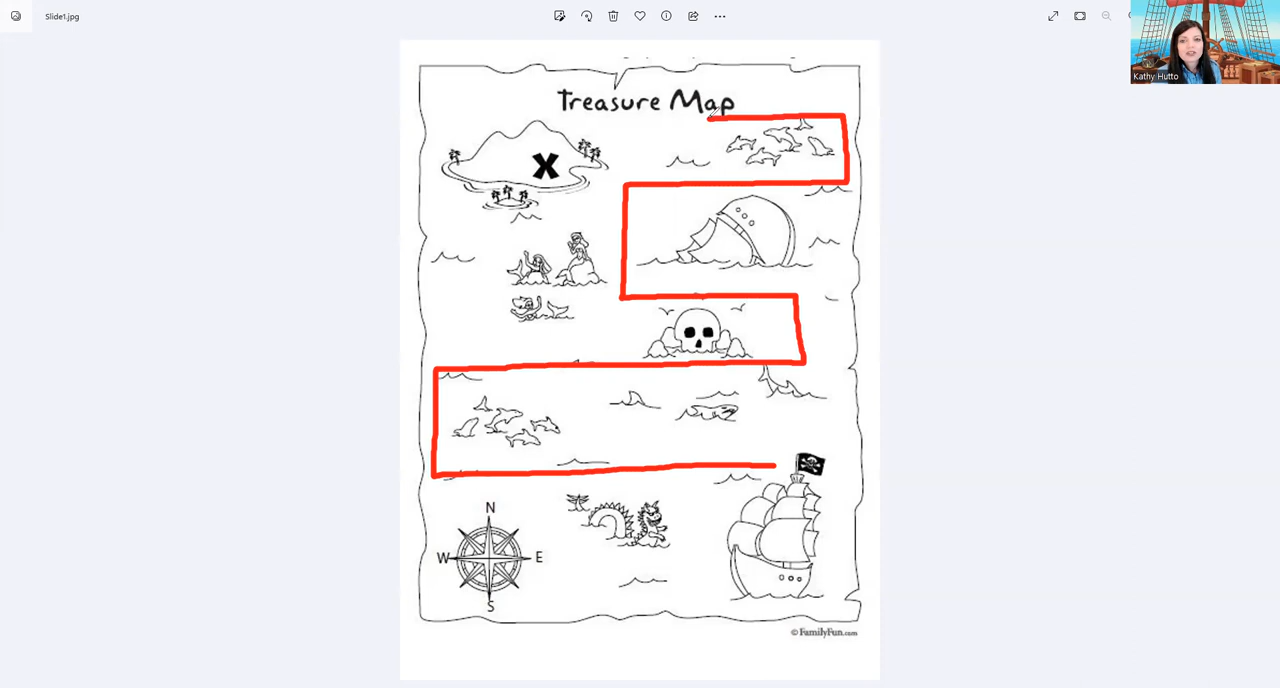 Slide1.jpg
Kathy Hutto
Treasure Map
X
N
W E
S
© FamilyFun.com